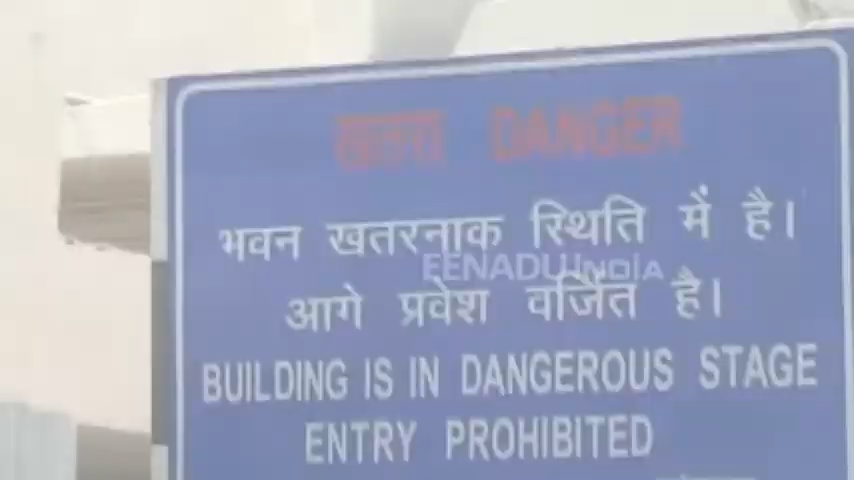 खतरा DANGER
भवन खतरनाक स्थिति में है।
EENADU INDIA
आगे प्रवेश वर्जित है।
BUILDING IS IN DANGEROUS STAGE
ENTRY PROHIBITED